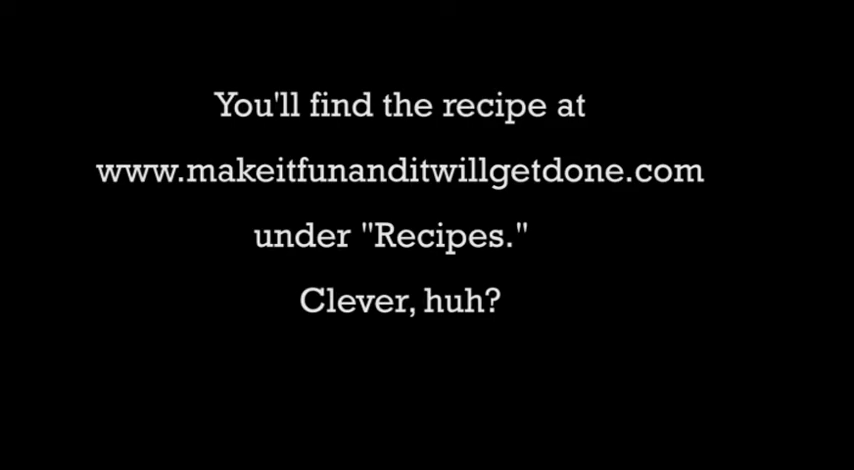 You'll find the recipe at
www.makeitfunanditwillgetdone.com
under "Recipes."
Clever, huh?